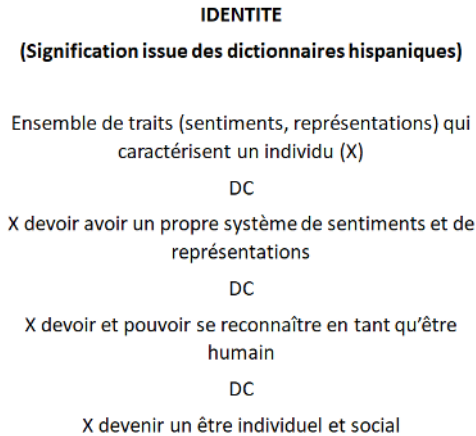 IDENTITE
(Signification issue des dictionnaires hispaniques)
Ensemble de traits (sentiments, représentations) qui
caractérisent un individu (X)
DC
X devoir avoir un propre système de sentiments et de
représentations
DC
X devoir et pouvoir se reconnaître en tant qu'être
humain
DC
X devenir un être individuel et social